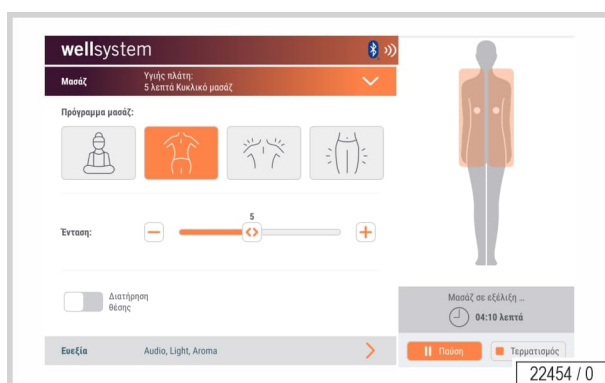 wellsystem
Μασάζ
Υγιής πλάτη:
5 λεπτά Κυκλικό μασάζ
Πρόγραμμα μασάζ:
5
Ένταση:
Διατήρηση
θέσης
Ευεξία
Audio, Light, Aroma
Μασάζ σε εξέλιξη ...
04:10 λεπτά
Παύση
Τερματισμός
22454 / 0